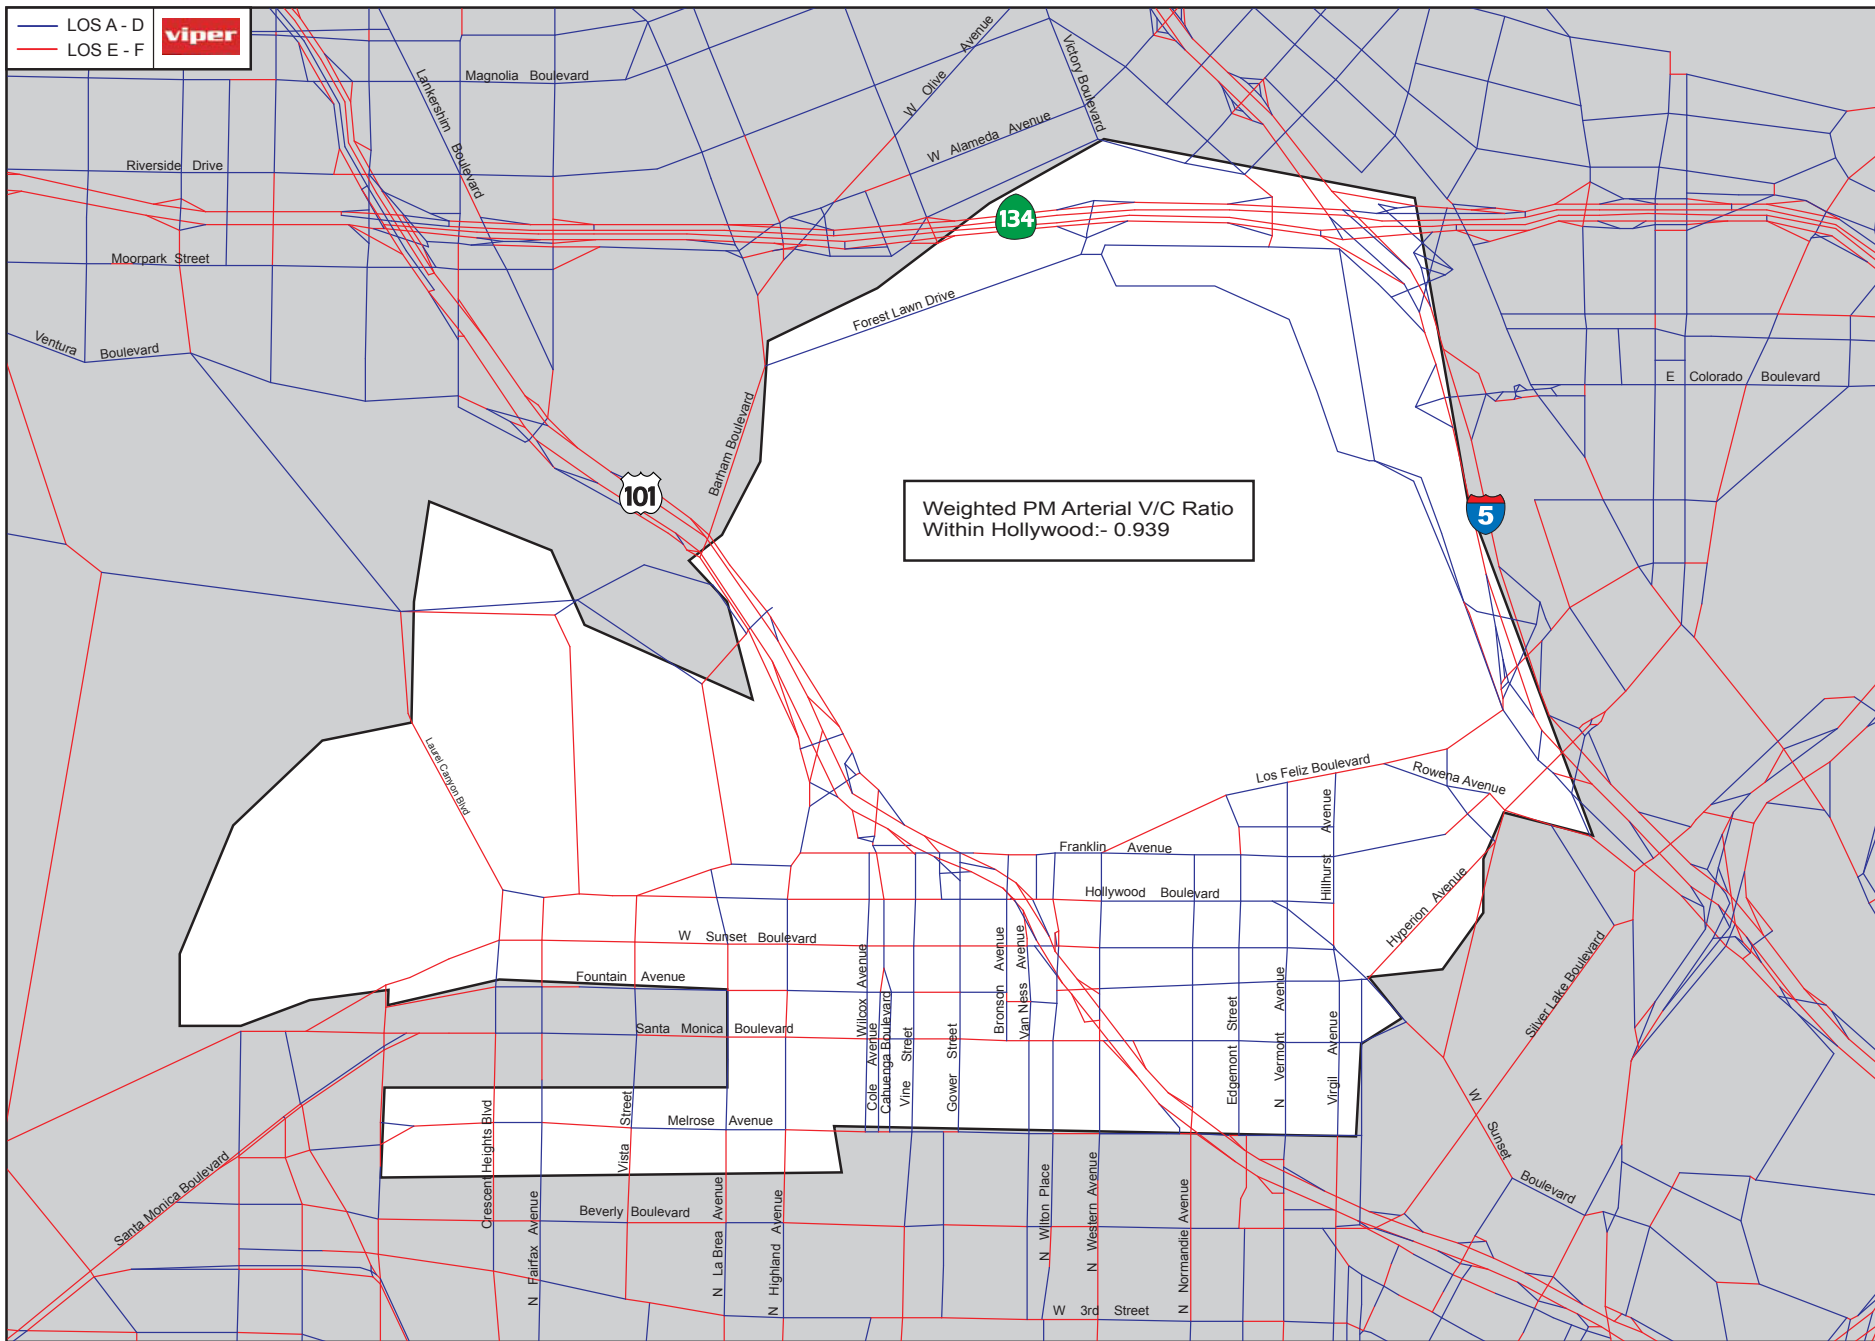 LOS A - D
LOS E - F
viper
Magnolia Boulevard
Lankershim Boulevard
W Olive Avenue
Victory Boulevard
W Alameda Avenue
Riverside Drive
134
Moorpark Street
Forest Lawn Drive
Ventura Boulevard
E Colorado Boulevard
Barham Boulevard
101
5
Weighted PM Arterial V/C Ratio
Within Hollywood:- 0.939
Laurel Canyon Blvd
Los Feliz Boulevard
Rowena Avenue
Hillhurst Avenue
Franklin Avenue
Hollywood Boulevard
Hyperion Avenue
W Sunset Boulevard
Fountain Avenue
Wilcox Avenue
Bronson Avenue
Van Ness Avenue
Silver Lake Boulevard
Santa Monica Boulevard
Cole Avenue
Cahuenga Boulevard
Vine Street
Gower Street
Edgemont Street
N Vermont Avenue
Virgil Avenue
W Sunset Boulevard
Melrose Avenue
Crescent Heights Blvd
Vista Street
Santa Monica Boulevard
Beverly Boulevard
N Fairfax Avenue
N La Brea Avenue
N Highland Avenue
N Wilton Place
N Western Avenue
N Normandie Avenue
W 3rd Street